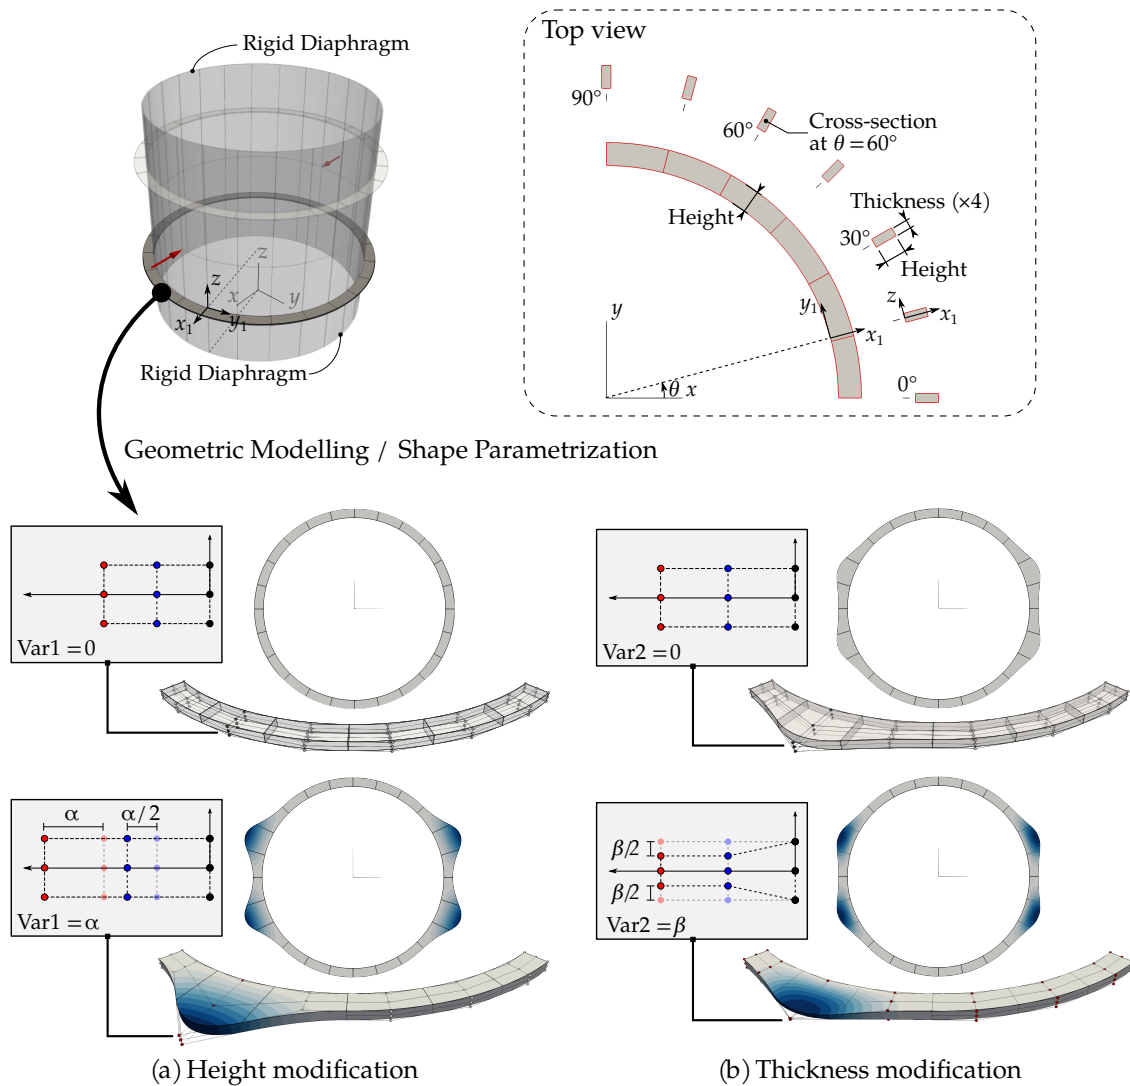 Rigid Diaphragm
z
x
y
z
x1
y1
Rigid Diaphragm
Top view
90°
60°
Cross-section
at θ = 60°
Height
Thickness (×4)
30°
Height
y
y1
x1
z
x1
θ
x
0°
Geometric Modelling / Shape Parametrization
Var1 = 0
Var2 = 0
α
α/2
Var1 = α
β/2
β/2
Var2 = β
(a) Height modification
(b) Thickness modification